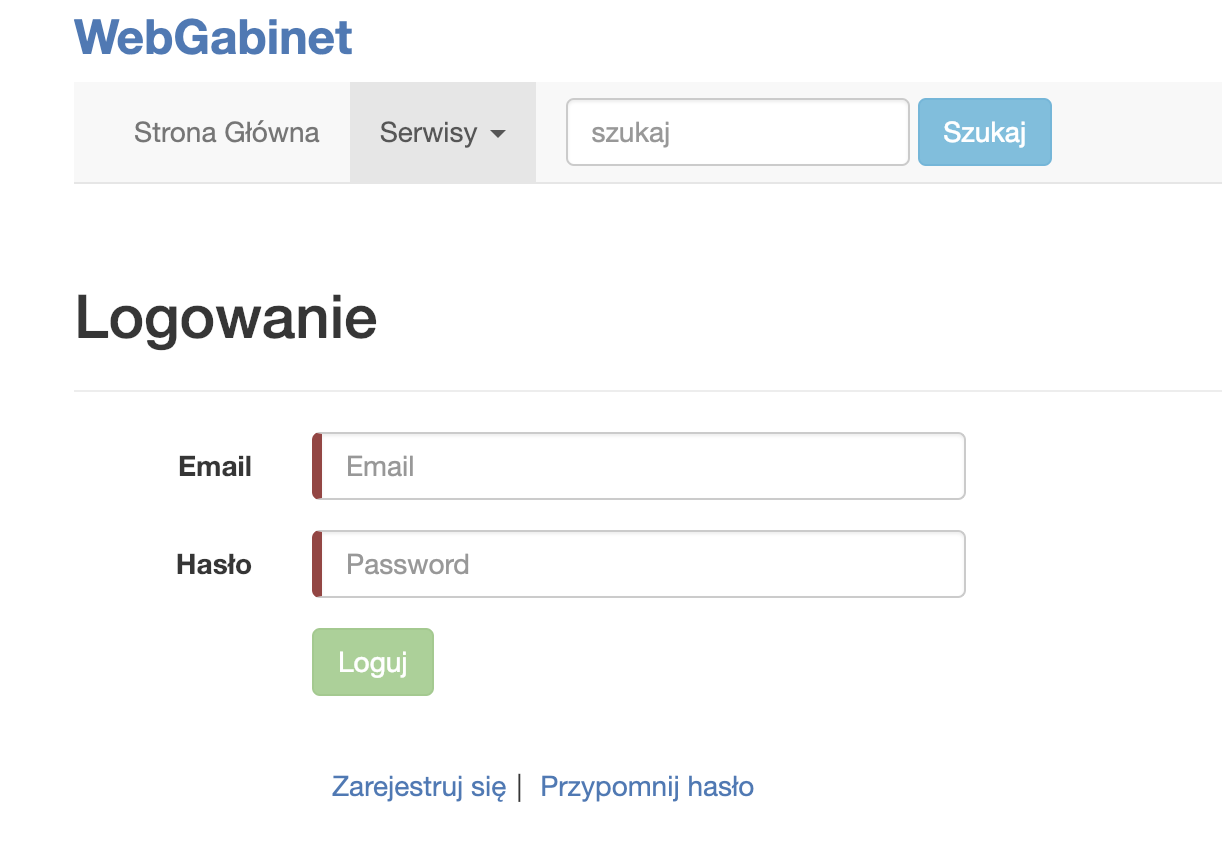 WebGabinet
Strona Główna Serwisy szukaj Szukaj
Logowanie
Email Email
Hasło Password
Loguj
Zarejestruj się | Przypomnij hasło